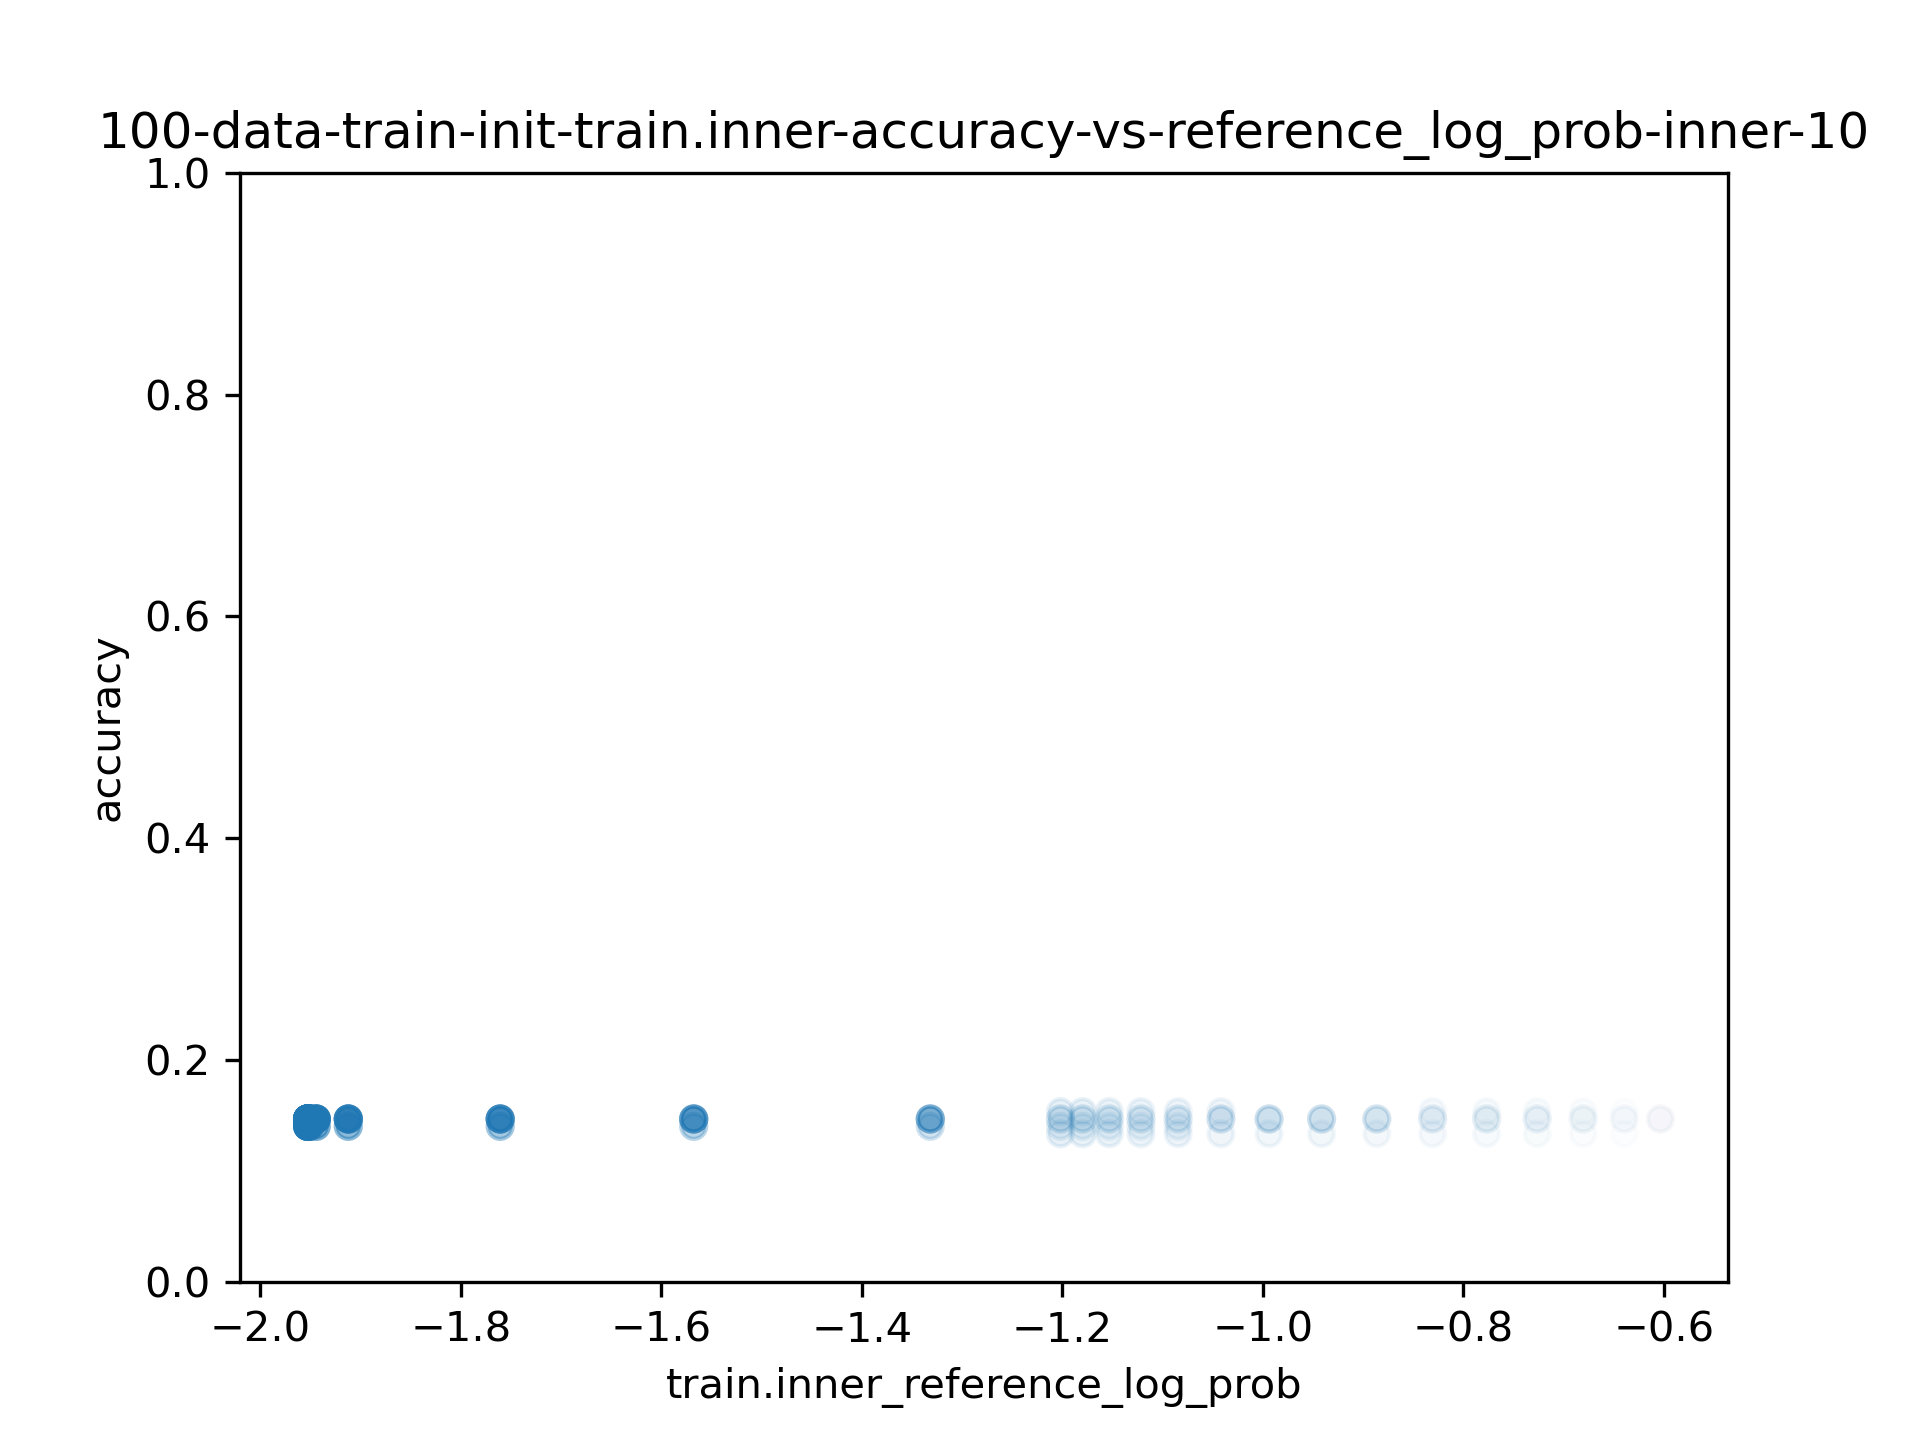 100-data-train-init-train.inner-accuracy-vs-reference_log_prob-inner-10
1.0
0.8
0.6
0.4
0.2
0.0
accuracy
−2.0 −1.8 −1.6 −1.4 −1.2 −1.0 −0.8 −0.6
train.inner_reference_log_prob